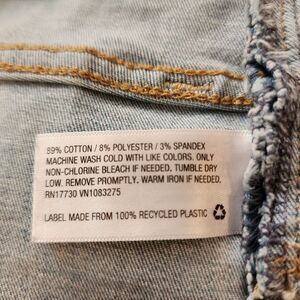 89% COTTON / 8% POLYESTER / 3% SPANDEX
MACHINE WASH COLD WITH LIKE COLORS. ONLY
NON-CHLORINE BLEACH IF NEEDED. TUMBLE DRY
LOW. REMOVE PROMPTLY. WARM IRON IF NEEDED.
RN17730 VN1083275
LABEL MADE FROM 100% RECYCLED PLASTIC